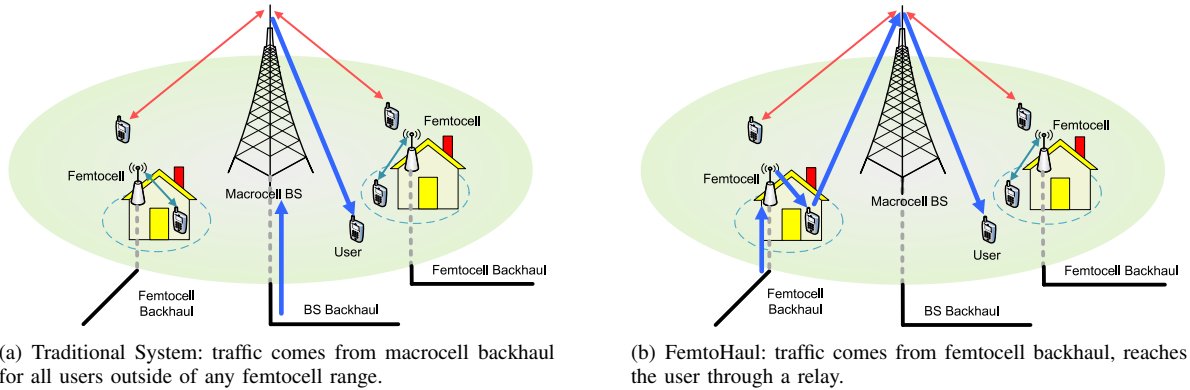 Femtocell
Femtocell
Macrocell BS
User
Femtocell Backhaul
Femtocell
Backhaul
BS Backhaul
(a) Traditional System: traffic comes from macrocell backhaul
for all users outside of any femtocell range.
Femtocell
Femtocell
Macrocell BS
User
Femtocell Backhaul
Femtocell
Backhaul
BS Backhaul
(b) FemtoHaul: traffic comes from femtocell backhaul, reaches
the user through a relay.